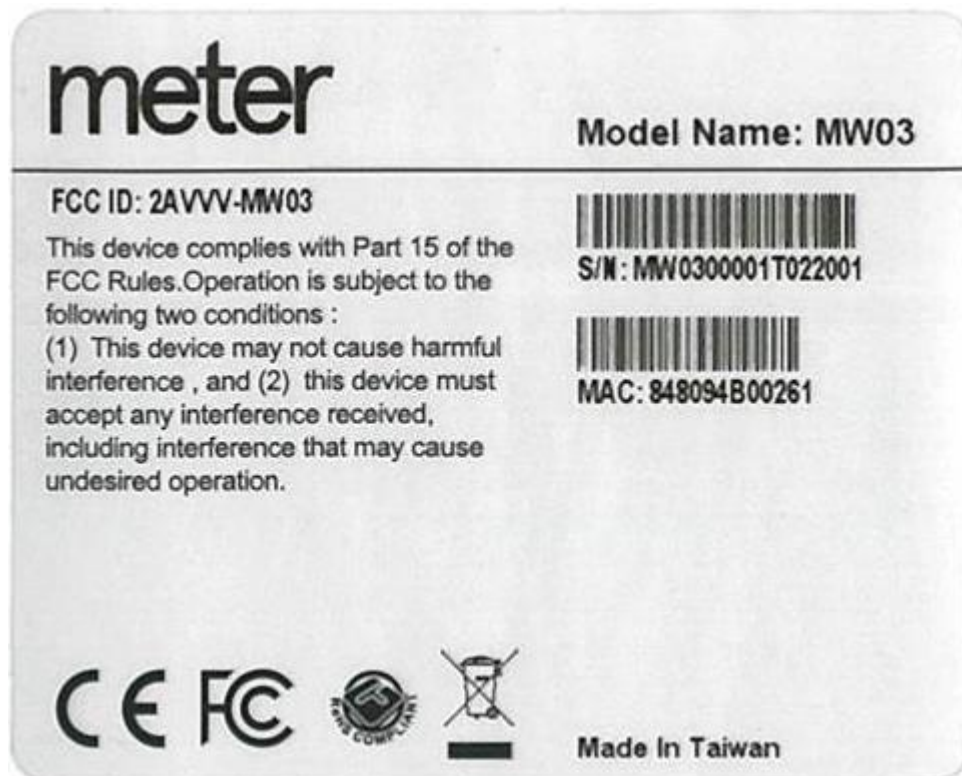 meter
Model Name: MW03
FCC ID: 2AVVV-MW03
This device complies with Part 15 of the
FCC Rules.Operation is subject to the
following two conditions :
(1) This device may not cause harmful
interference , and (2) this device must
accept any interference received,
including interference that may cause
undesired operation.
S/N: MW0300001T022001
MAC: 848094B00261
CE FC
RoHS COMPLIANT
Made In Taiwan